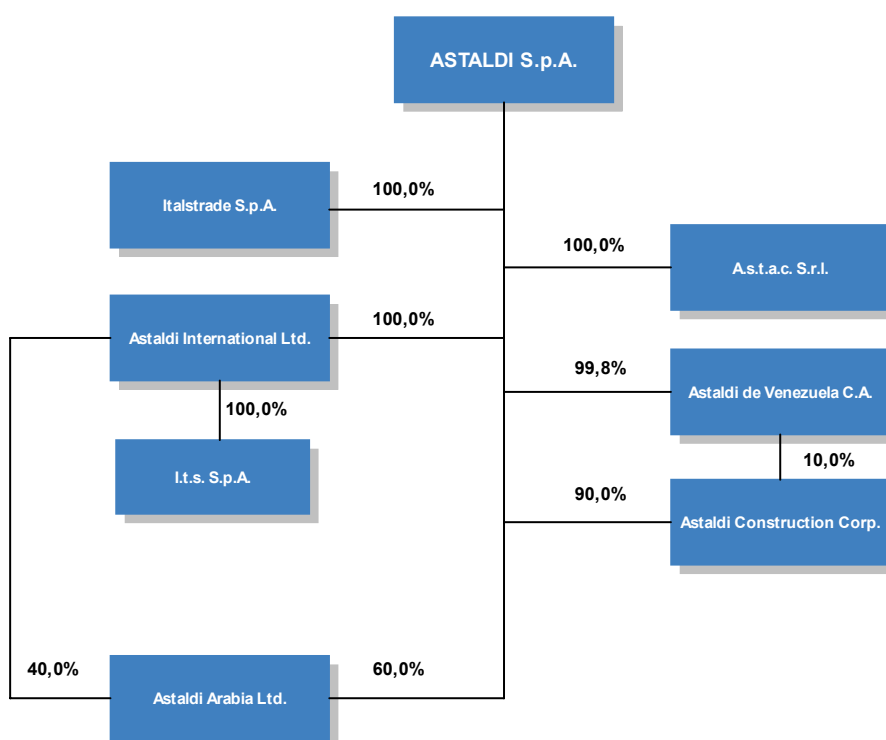 ASTALDI S.p.A.
100,0%
Italstrade S.p.A.
100,0%
A.s.t.a.c. S.r.l.
100,0%
Astaldi International Ltd.
99,8%
Astaldi de Venezuela C.A.
100,0%
10,0%
I.t.s. S.p.A.
90,0%
Astaldi Construction Corp.
40,0%
60,0%
Astaldi Arabia Ltd.